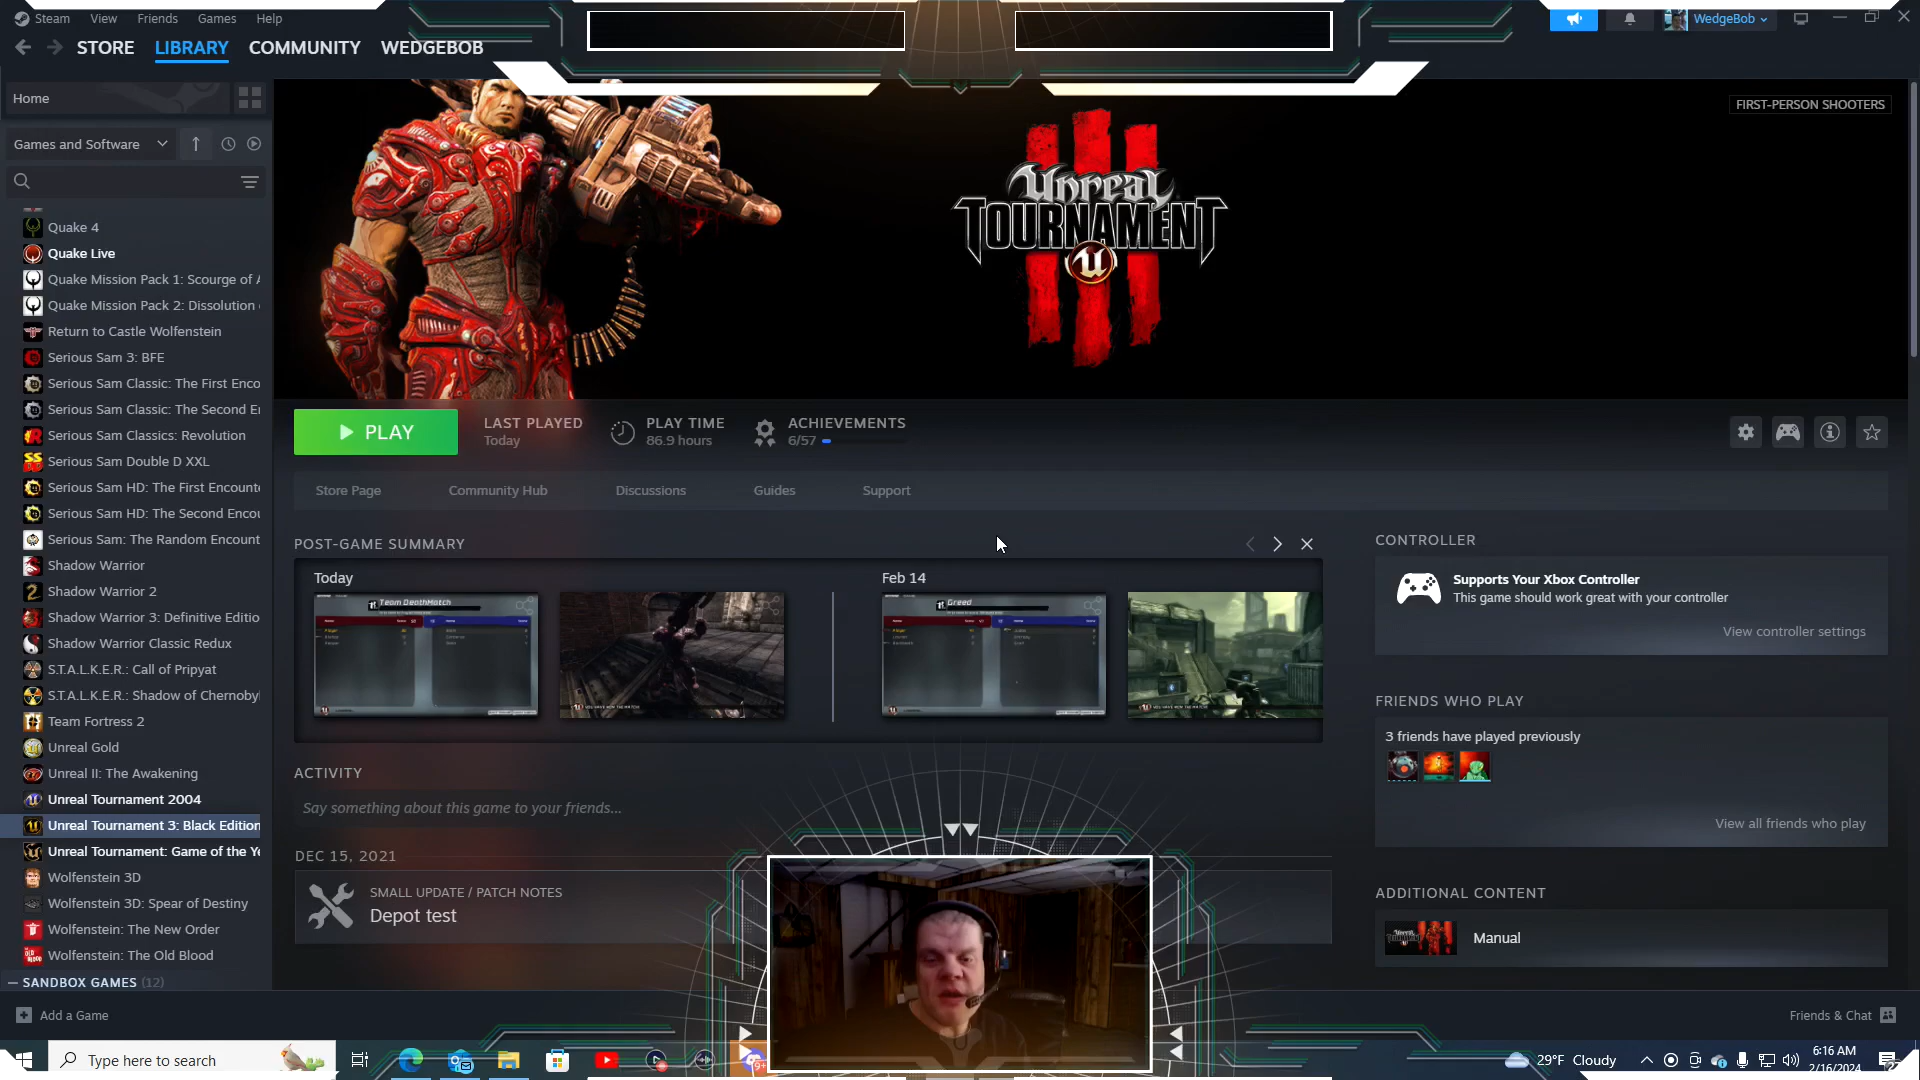 Steam View Friends Games Help
WedgeBob
STORE LIBRARY COMMUNITY WEDGEBOB
Home
FIRST-PERSON SHOOTERS
Games and Software
Quake 4
Quake Live
Quake Mission Pack 1: Scourge of A
Quake Mission Pack 2: Dissolution
Return to Castle Wolfenstein
Serious Sam 3: BFE
Serious Sam Classic: The First Enco
Serious Sam Classic: The Second E
Serious Sam Classics: Revolution
Serious Sam Double D XXL
Serious Sam HD: The First Encount
Serious Sam HD: The Second Encou
Serious Sam: The Random Encount
Shadow Warrior
Shadow Warrior 2
Shadow Warrior 3: Definitive Editio
Shadow Warrior Classic Redux
S.T.A.L.K.E.R.: Call of Pripyat
S.T.A.L.K.E.R.: Shadow of Chernobyl
Team Fortress 2
Unreal Gold
Unreal II: The Awakening
Unreal Tournament 2004
Unreal Tournament 3: Black Edition
Unreal Tournament: Game of the Ye
Wolfenstein 3D
Wolfenstein 3D: Spear of Destiny
Wolfenstein: The New Order
Wolfenstein: The Old Blood
SANDBOX GAMES (12)
Add a Game
Unreal
TOURNAMENT
PLAY
LAST PLAYED
Today
PLAY TIME
86.9 hours
ACHIEVEMENTS
6/57
Store Page Community Hub Discussions Guides Support
POST-GAME SUMMARY
Today
Feb 14
Team DeathMatch
Greed
ACTIVITY
Say something about this game to your friends...
DEC 15, 2021
SMALL UPDATE / PATCH NOTES
Depot test
CONTROLLER
Supports Your Xbox Controller
This game should work great with your controller
View controller settings
FRIENDS WHO PLAY
3 friends have played previously
View all friends who play
ADDITIONAL CONTENT
Manual
Friends & Chat
Type here to search
9+
29°F Cloudy
6:16 AM
2/16/2024